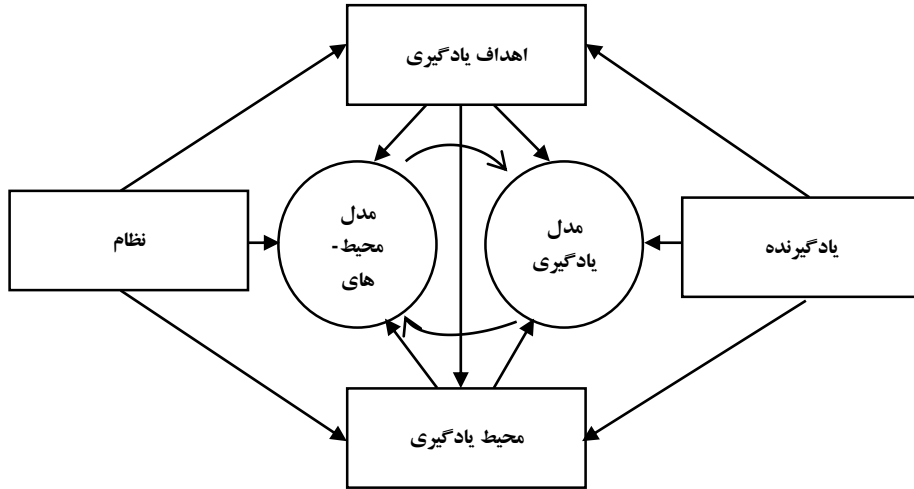 اهداف یادگیری
یادگیرنده
مدل
یادگیری
مدل
محیط-
های
نظام
محیط یادگیری